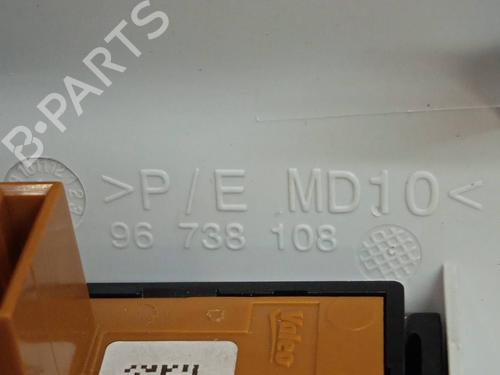 B-PARTS
>P/E MD10<
96 738 108
Valeo